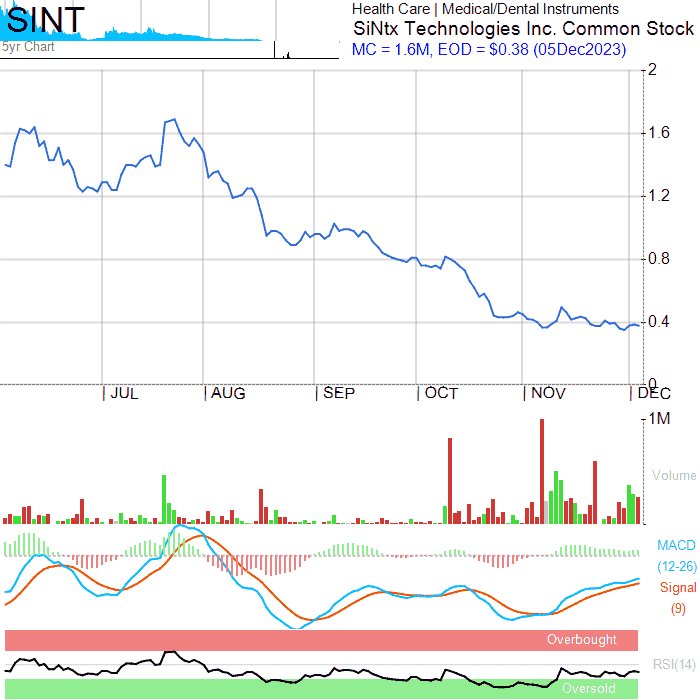 SINT
5yr Chart
Health Care | Medical/Dental Instruments
SiNtx Technologies Inc. Common Stock
MC = 1.6M, EOD = $0.38 (05Dec2023)
2
1.6
1.2
0.8
0.4
0
JUL AUG SEP OCT NOV DEC
1M
Volume
MACD
(12-26)
Signal
(9)
Overbought
RSI(14)
Oversold